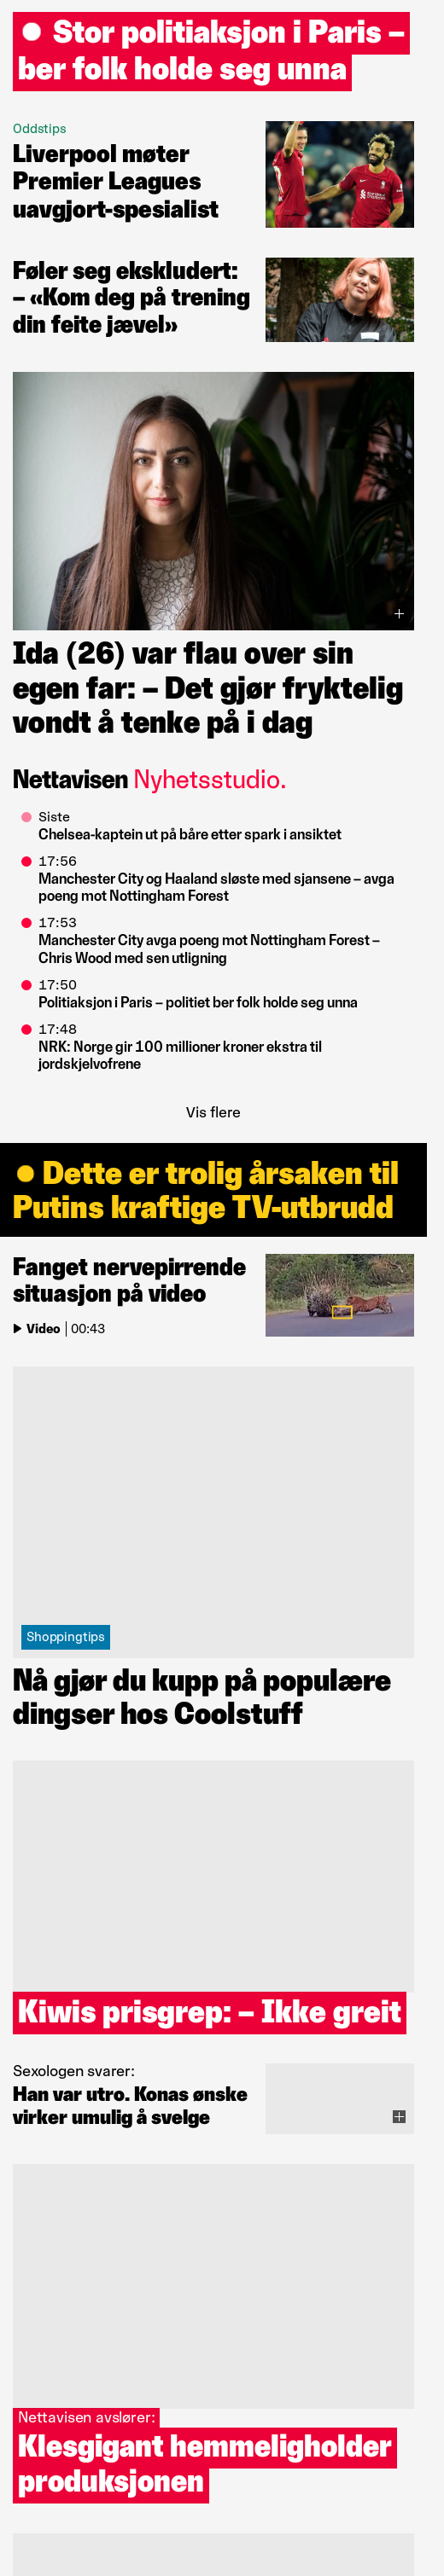 Stor politiaksjon i Paris –
ber folk holde seg unna
Oddstips
Liverpool møter
Premier Leagues
uavgjort-spesialist
Føler seg ekskludert:
– «Kom deg på trening
din feite jævel»
Ida (26) var flau over sin
egen far: – Det gjør fryktelig
vondt å tenke på i dag
Nettavisen Nyhetsstudio.
Siste
Chelsea-kaptein ut på båre etter spark i ansiktet
17:56
Manchester City og Haaland sløste med sjansene – avga
poeng mot Nottingham Forest
17:53
Manchester City avga poeng mot Nottingham Forest –
Chris Wood med sen utligning
17:50
Politiaksjon i Paris – politiet ber folk holde seg unna
17:48
NRK: Norge gir 100 millioner kroner ekstra til
jordskjelvofrene
Vis flere
Dette er trolig årsaken til
Putins kraftige TV-utbrudd
Fanget nervepirrende
situasjon på video
Video | 00:43
Shoppingtips
Nå gjør du kupp på populære
dingser hos Coolstuff
Kiwis prisgrep: – Ikke greit
Sexologen svarer:
Han var utro. Konas ønske
virker umulig å svelge
Nettavisen avslører:
Klesgigant hemmeligholder
produksjonen